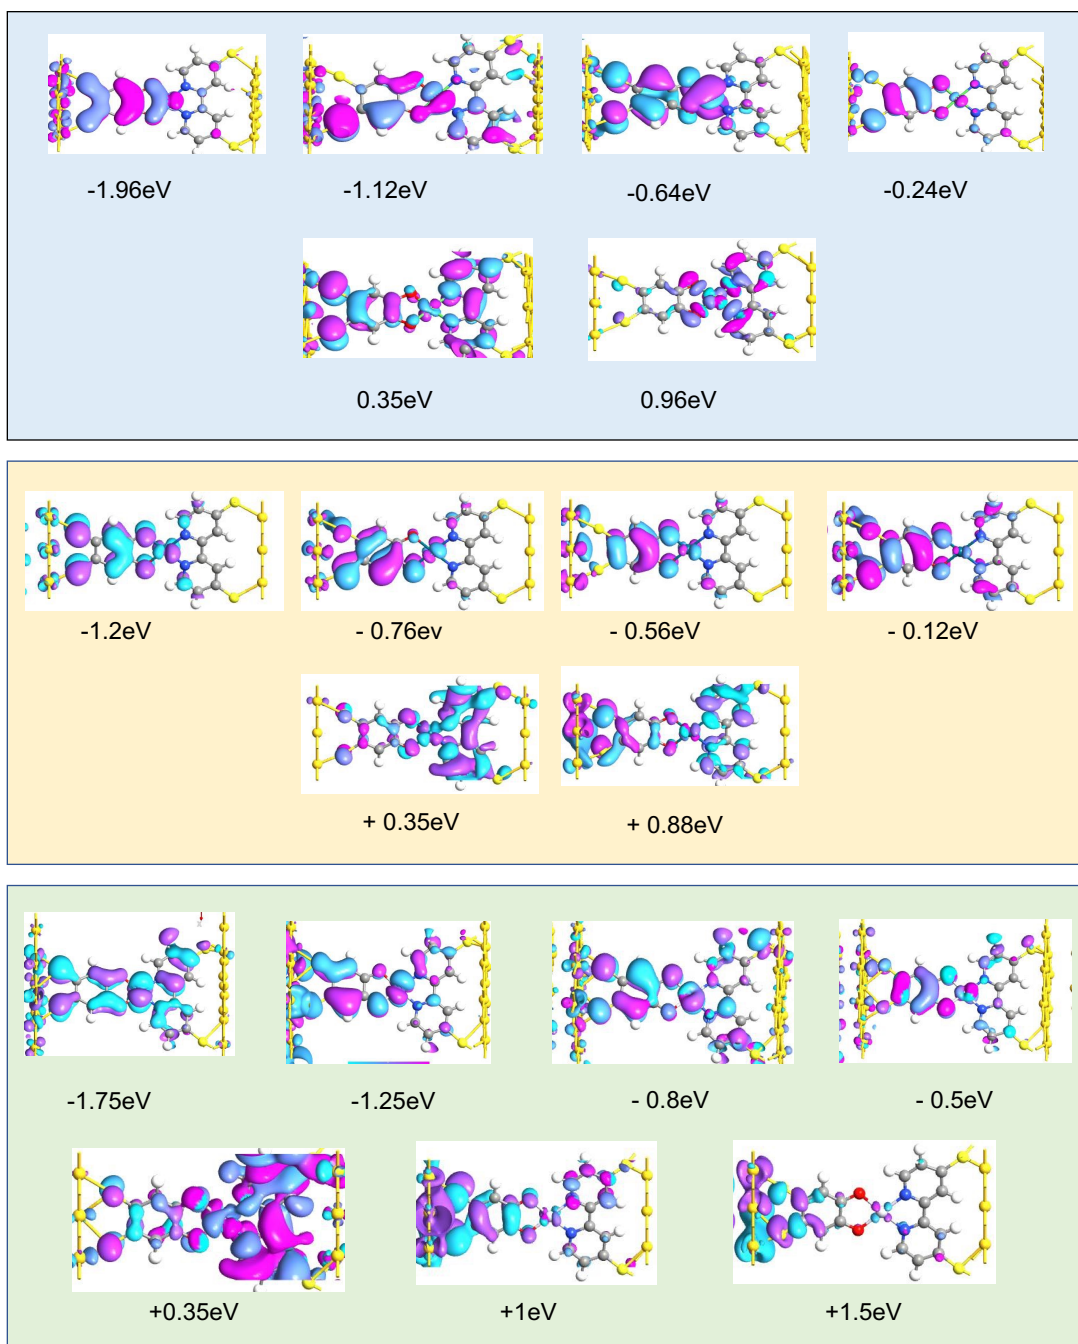 -1.96eV
-1.12eV
-0.64eV
-0.24eV
0.35eV
0.96eV
-1.2eV
- 0.76ev
- 0.56eV
- 0.12eV
+ 0.35eV
+ 0.88eV
-1.75eV
-1.25eV
- 0.8eV
- 0.5eV
+0.35eV
+1eV
+1.5eV